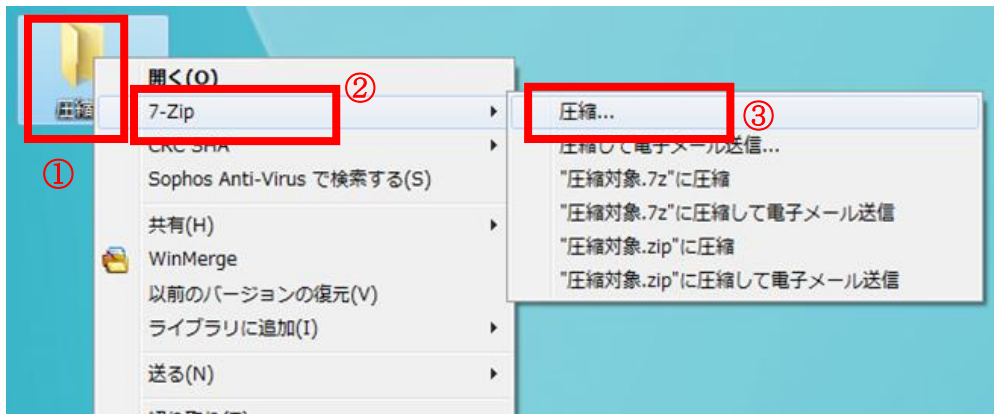 圧縮
①
開く(O)
②
7-Zip
CRC SHA
Sophos Anti-Virus で検索する(S)
共有(H)
WinMerge
以前のバージョンの復元(V)
ライブラリに追加(I)
送る(N)
圧縮...
③
圧縮して電子メール送信...
"圧縮対象.7z"に圧縮
"圧縮対象.7z"に圧縮して電子メール送信
"圧縮対象.zip"に圧縮
"圧縮対象.zip"に圧縮して電子メール送信